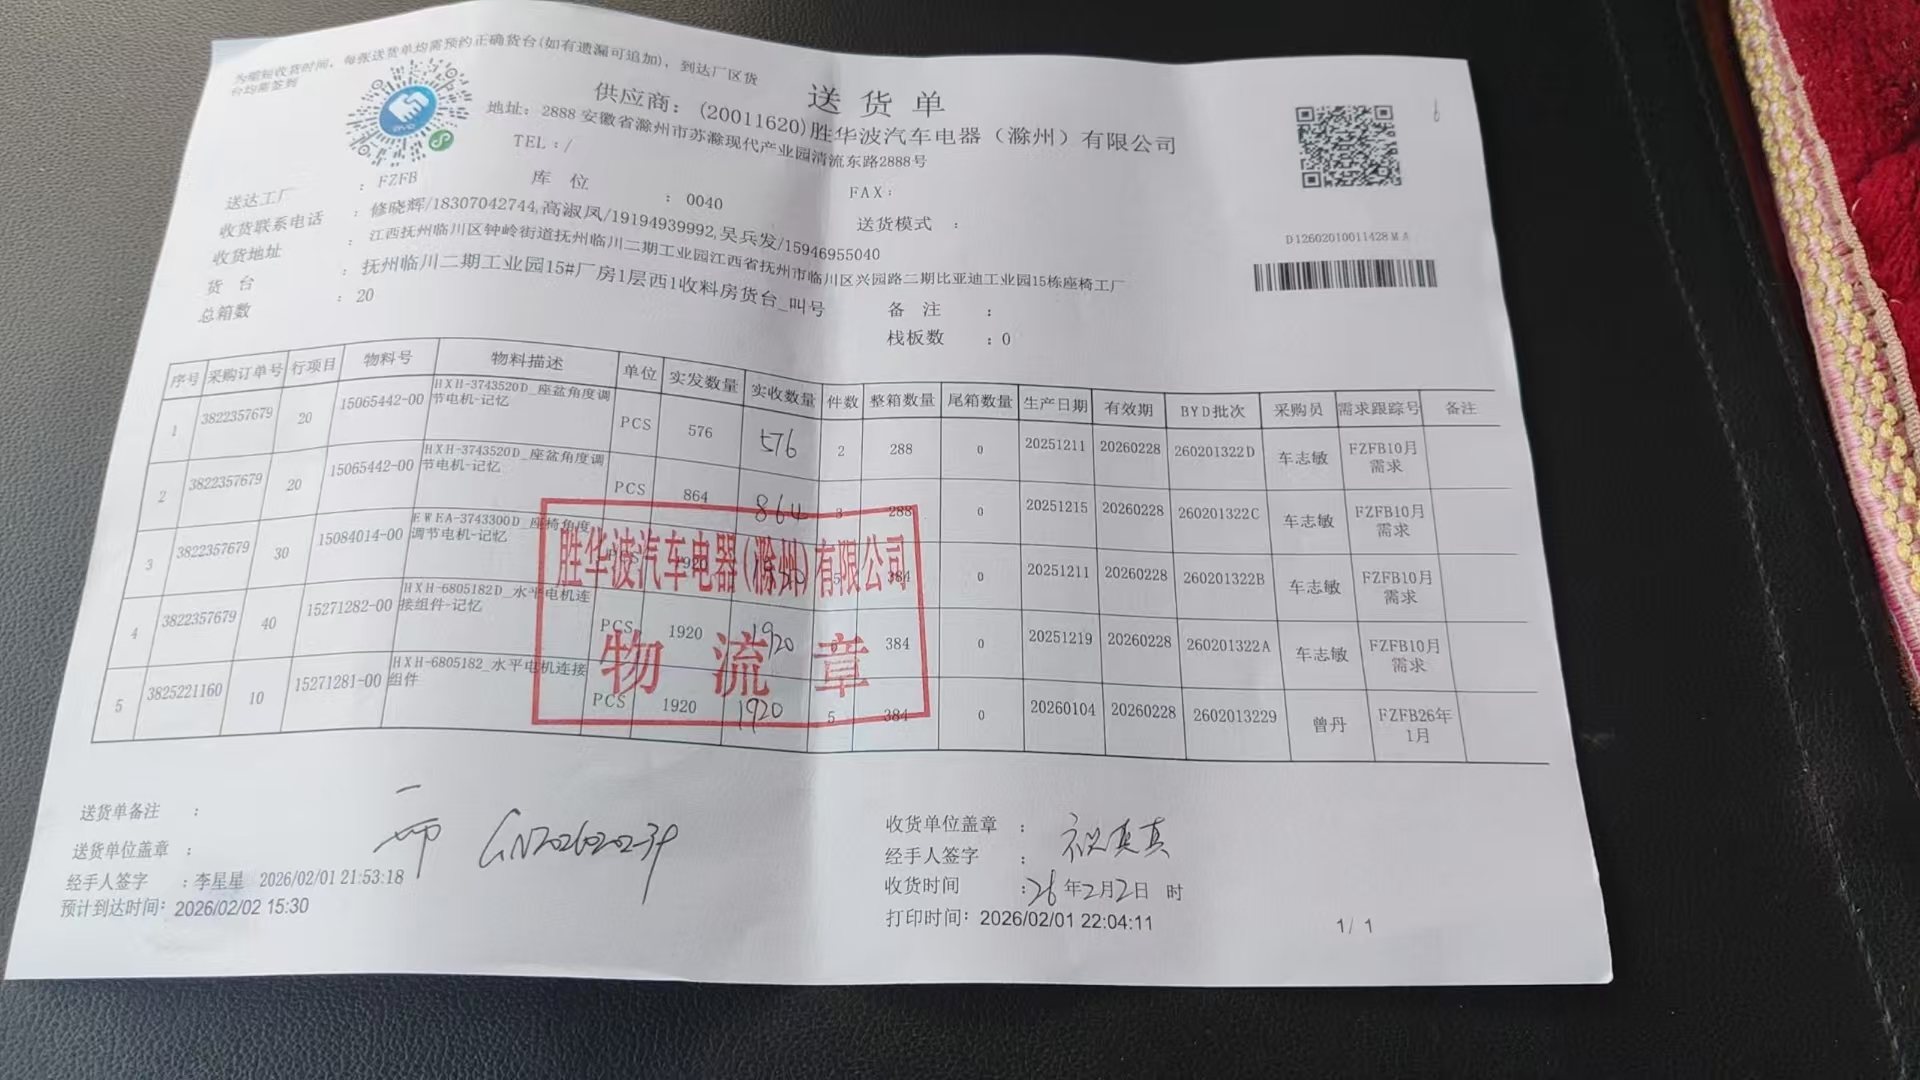 为缩短收货时间，每张送货单均需预约正确货台(如有遗漏可追加)，到达厂区货
台均需签到
送 货 单
供应商：(20011620)胜华波汽车电器（滁州）有限公司
地址：2888 安徽省滁州市苏滁现代产业园清流东路2888号
TEL：/
FAX：
送达工厂 ：FZFB 库 位 ：0040
送货模式 ：
收货联系电话 ：修晓辉/18307042744,高淑凤/19194939992,吴兵发/15946955040
收货地址 ：江西抚州临川区钟岭街道抚州临川二期工业园江西省抚州市临川区兴园路二期比亚迪工业园15栋座椅工厂
货 台 ：抚州临川二期工业园15#厂房1层西1收料房货台_叫号
备 注 ：
总箱数 ：20
栈板数 ：0
D12602010011428MA
序号 采购订单号 行项目 物料号 物料描述 单位 实发数量 实收数量 件数 整箱数量 尾箱数量 生产日期 有效期 BYD批次 采购员 需求跟踪号 备注
1 3822357679 20 15065442-00 HXH-3743520D_座盆角度调节电机-记忆 PCS 576 576 2 288 0 20251211 20260228 260201322D 车志敏 FZFB10月需求
2 3822357679 20 15065442-00 HXH-3743520D_座盆角度调节电机-记忆 PCS 864 864 3 288 0 20251215 20260228 260201322C 车志敏 FZFB10月需求
3 3822357679 30 15084014-00 EWEA-3743300D_座椅角度调节电机-记忆 PCS 1920 5 384 0 20251211 20260228 260201322B 车志敏 FZFB10月需求
4 3822357679 40 15271282-00 HXH-6805182D_水平电机连接组件-记忆 PCS 1920 1920 384 0 20251219 20260228 260201322A 车志敏 FZFB10月需求
5 3825221160 10 15271281-00 HXH-6805182_水平电机连接组件 PCS 1920 1920 5 384 0 20260104 20260228 2602013229 曾丹 FZFB26年1月
胜华波汽车电器(滁州)有限公司
物 流 章
送货单备注 ：
送货单位盖章 ：
经手人签字 ：李星星 2026/02/01 21:53:18
预计到达时间：2026/02/02 15:30
收货单位盖章 ：
经手人签字 ：祝真真
收货时间 ：26年2月2日 时
打印时间：2026/02/01 22:04:11
1/ 1